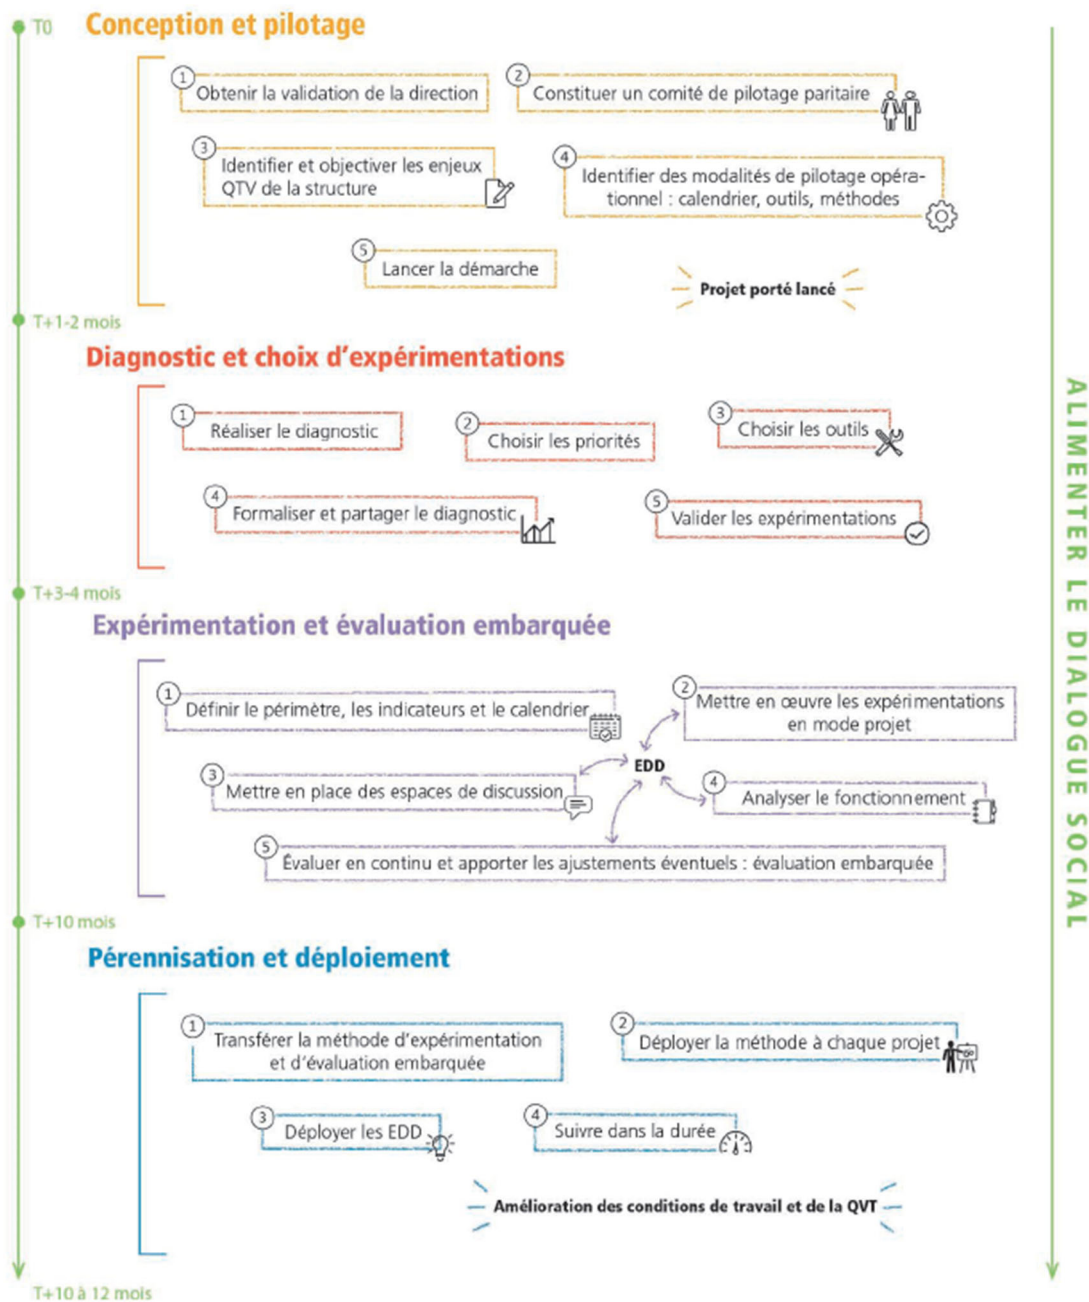 T0
Conception et pilotage
1
Obtenir la validation de la direction
2
Constituer un comité de pilotage paritaire
3
Identifier et objectiver les enjeux
QTV de la structure
4
Identifier des modalités de pilotage opéra-
tionnel : calendrier, outils, méthodes
5
Lancer la démarche
Projet porté lancé
T+1-2 mois
Diagnostic et choix d'expérimentations
1
Réaliser le diagnostic
2
Choisir les priorités
3
Choisir les outils
4
Formaliser et partager le diagnostic
5
Valider les expérimentations
T+3-4 mois
Expérimentation et évaluation embarquée
1
Définir le périmètre, les indicateurs et le calendrier
2
Mettre en œuvre les expérimentations
en mode projet
EDD
3
Mettre en place des espaces de discussion
4
Analyser le fonctionnement
5
Évaluer en continu et apporter les ajustements éventuels : évaluation embarquée
T+10 mois
Pérennisation et déploiement
1
Transférer la méthode d'expérimentation
et d'évaluation embarquée
2
Déployer la méthode à chaque projet
3
Déployer les EDD
4
Suivre dans la durée
Amélioration des conditions de travail et de la QVT
T+10 à 12 mois
ALIMENTER LE DIALOGUE SOCIAL